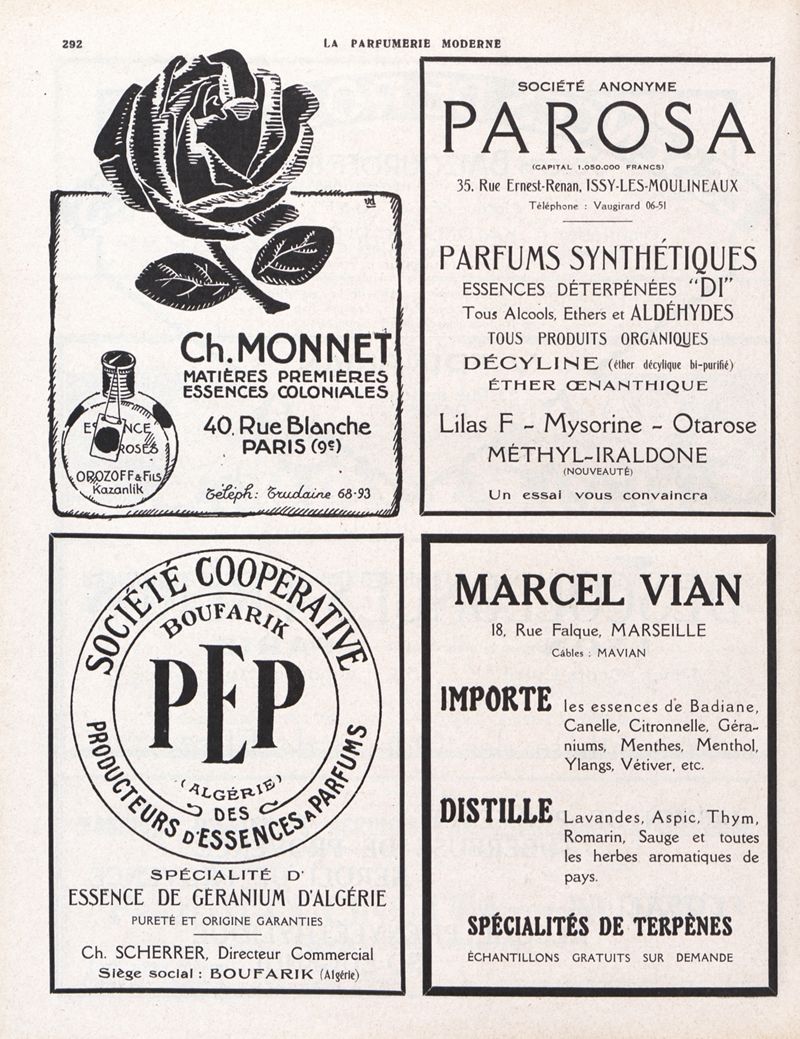 292
LA PARFUMERIE MODERNE
Ch. MONNET
MATIÈRES PREMIÈRES
ESSENCES COLONIALES
40, Rue Blanche
PARIS (9e)
Téléph: Trudaine 68-93
ESSENCE
ROSES
OROZOFF & FILS
Kazanlik
SOCIÉTÉ ANONYME
PAROSA
(CAPITAL 1.050.000 FRANCS)
35, Rue Ernest-Renan, ISSY-LES-MOULINEAUX
Téléphone : Vaugirard 06-51
PARFUMS SYNTHÉTIQUES
ESSENCES DÉTERPÉNÉES "DI"
Tous Alcools, Ethers et ALDÉHYDES
TOUS PRODUITS ORGANIQUES
DÉCYLINE (éther décylique bi-purifié)
ÉTHER ŒNANTHIQUE
Lilas F - Mysorine - Otarose
MÉTHYL-IRALDONE
(NOUVEAUTÉ)
Un essai vous convaincra
SOCIÉTÉ COOPÉRATIVE
BOUFARIK
PEP
(ALGÉRIE)
DES
PRODUCTEURS D'ESSENCES A PARFUMS
SPÉCIALITÉ D'
ESSENCE DE GÉRANIUM D'ALGÉRIE
PURETÉ ET ORIGINE GARANTIES
Ch. SCHERRER, Directeur Commercial
Siège social : BOUFARIK (Algérie)
MARCEL VIAN
18, Rue Falque, MARSEILLE
Câbles : MAVIAN
IMPORTE les essences de Badiane,
Canelle, Citronnelle, Géra-
niums, Menthes, Menthol,
Ylangs, Vétiver, etc.
DISTILLE Lavandes, Aspic, Thym,
Romarin, Sauge et toutes
les herbes aromatiques de
pays.
SPÉCIALITÉS DE TERPÈNES
ÉCHANTILLONS GRATUITS SUR DEMANDE